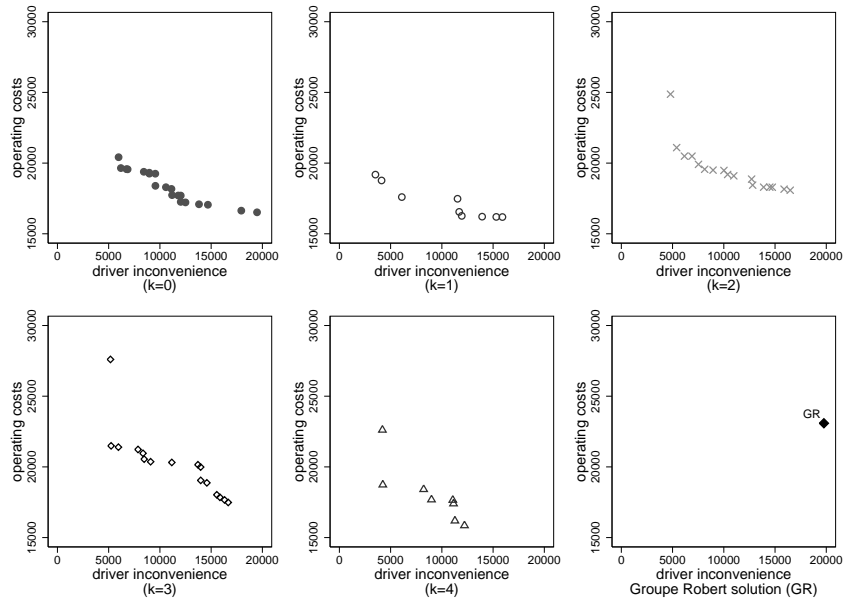 30000
25000
20000
15000
operating costs
0 5000 10000 15000 20000
driver inconvenience
(k=0)
30000
25000
20000
15000
operating costs
0 5000 10000 15000 20000
driver inconvenience
(k=1)
30000
25000
20000
15000
operating costs
0 5000 10000 15000 20000
driver inconvenience
(k=2)
30000
25000
20000
15000
operating costs
0 5000 10000 15000 20000
driver inconvenience
(k=3)
30000
25000
20000
15000
operating costs
0 5000 10000 15000 20000
driver inconvenience
(k=4)
30000
25000
20000
15000
operating costs
GR
0 5000 10000 15000 20000
driver inconvenience
Groupe Robert solution (GR)